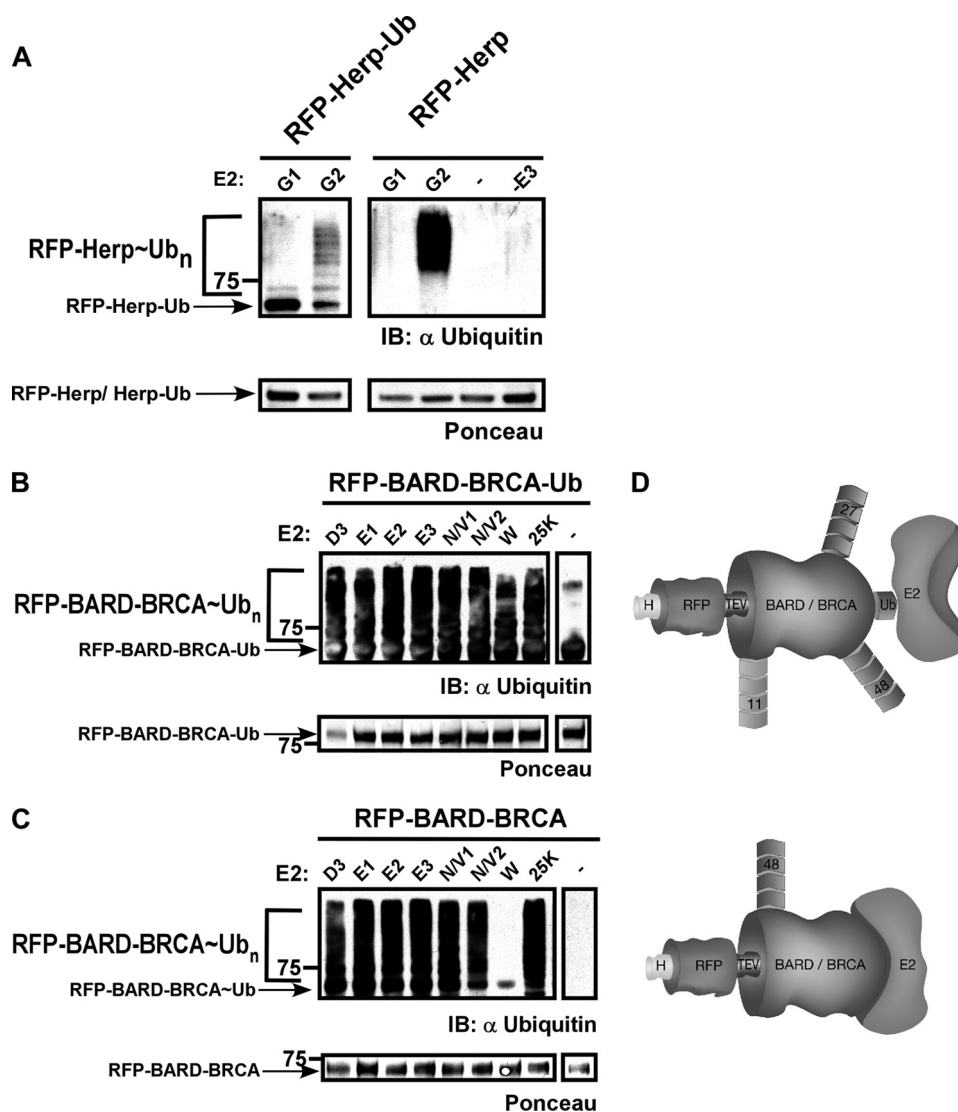 A
RFP-Herp-Ub
RFP-Herp
E2: G1 G2 G1 G2 - -E3
RFP-Herp~Ubn
75
RFP-Herp-Ub
IB: α Ubiquitin
RFP-Herp/ Herp-Ub
Ponceau
B
RFP-BARD-BRCA-Ub
E2: D3 E1 E2 E3 N/V1 N/V2 W 25K -
RFP-BARD-BRCA~Ubn
75
RFP-BARD-BRCA-Ub
IB: α Ubiquitin
RFP-BARD-BRCA-Ub
75
Ponceau
C
RFP-BARD-BRCA
E2: D3 E1 E2 E3 N/V1 N/V2 W 25K -
RFP-BARD-BRCA~Ubn
75
RFP-BARD-BRCA~Ub
IB: α Ubiquitin
75
RFP-BARD-BRCA
Ponceau
D
27
H RFP TEV BARD / BRCA Ub E2
11
48
48
H RFP TEV BARD / BRCA E2